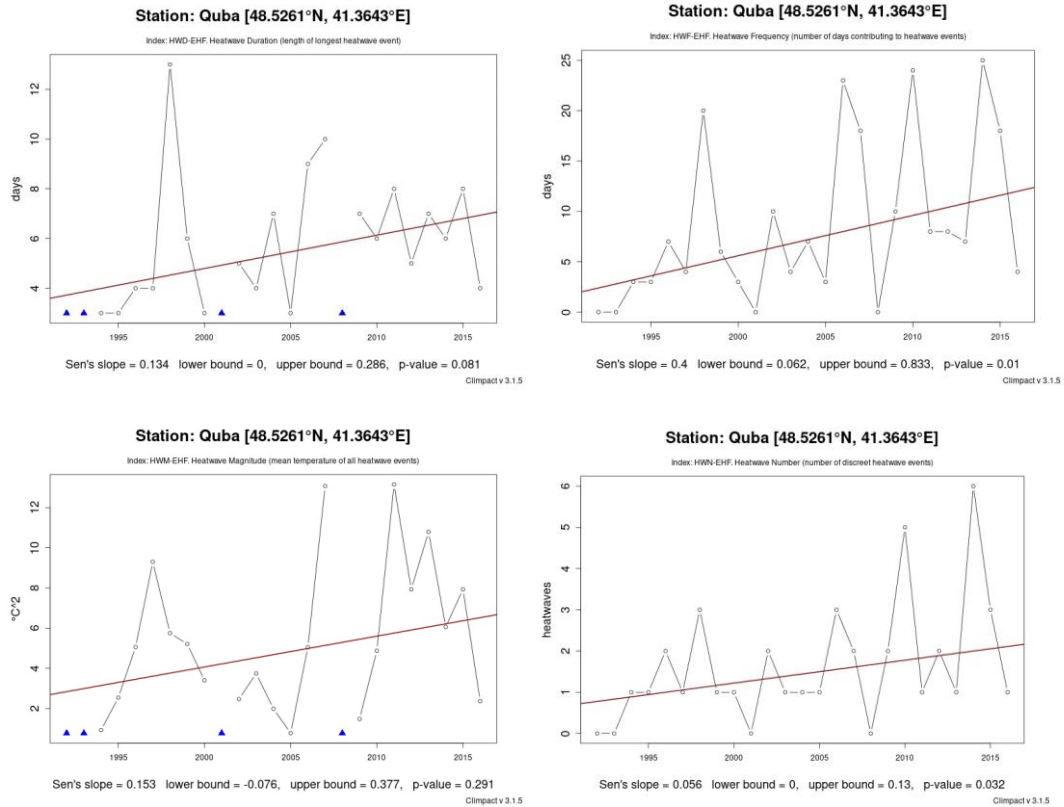 Station: Quba [48.5261°N, 41.3643°E]
Index: HWD-EHF. Heatwave Duration (length of longest heatwave event)
days
12
10
8
6
4
1995 2000 2005 2010 2015
Sen's slope = 0.134 lower bound = 0, upper bound = 0.286, p-value = 0.081
Climpact v 3.1.5
Station: Quba [48.5261°N, 41.3643°E]
Index: HWF-EHF. Heatwave Frequency (number of days contributing to heatwave events)
days
25
20
15
10
5
0
1995 2000 2005 2010 2015
Sen's slope = 0.4 lower bound = 0.062, upper bound = 0.833, p-value = 0.01
Climpact v 3.1.5
Station: Quba [48.5261°N, 41.3643°E]
Index: HWM-EHF. Heatwave Magnitude (mean temperature of all heatwave events)
°C^2
12
10
8
6
4
2
1995 2000 2005 2010 2015
Sen's slope = 0.153 lower bound = -0.076, upper bound = 0.377, p-value = 0.291
Climpact v 3.1.5
Station: Quba [48.5261°N, 41.3643°E]
Index: HWN-EHF. Heatwave Number (number of discreet heatwave events)
heatwaves
6
5
4
3
2
1
0
1995 2000 2005 2010 2015
Sen's slope = 0.056 lower bound = 0, upper bound = 0.13, p-value = 0.032
Climpact v 3.1.5